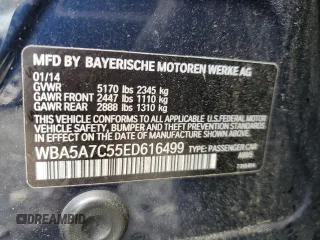 MFD BY BAYERISCHE MOTOREN WERKE AG
01/14
GVWR 5170 lbs 2345 kg
GAWR FRONT 2447 lbs 1110 kg
GAWR REAR 2888 lbs 1310 kg
THIS VEHICLE CONFORMS TO ALL APPLICABLE U.S. FEDERAL MOTOR
VEHICLE SAFETY, BUMPER, AND THEFT PREVENTION STANDARDS
IN EFFECT ON THE DATE OF MANUFACTURE SHOWN ABOVE.
WBA5A7C55ED616499 TYPE: PASSENGER CAR
DREAMBID